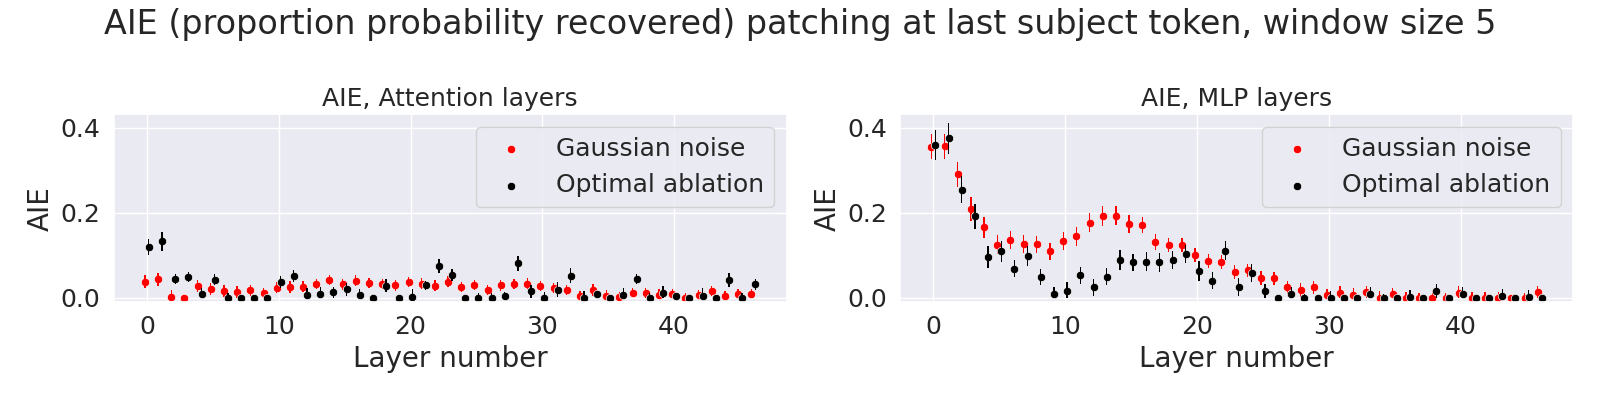 AIE (proportion probability recovered) patching at last subject token, window size 5
AIE, Attention layers
0.4
0.2
0.0
AIE
Gaussian noise
Optimal ablation
0 10 20 30 40
Layer number
AIE, MLP layers
0.4
0.2
0.0
AIE
Gaussian noise
Optimal ablation
0 10 20 30 40
Layer number